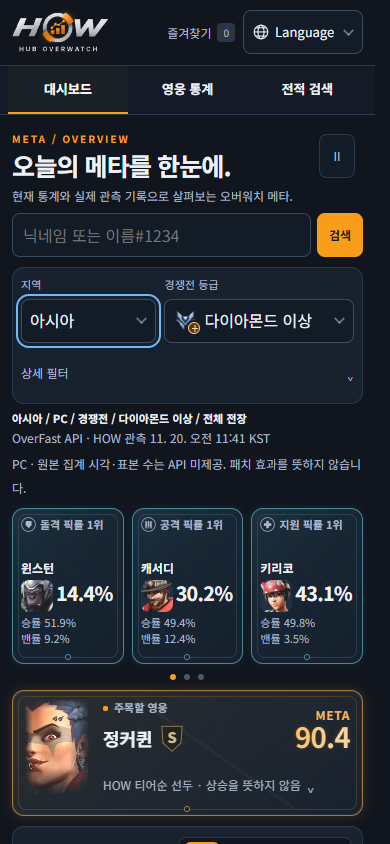 HOW
HUB OVERWATCH
즐겨찾기 0
Language
대시보드 영웅 통계 전적 검색
META / OVERVIEW
오늘의 메타를 한눈에.
현재 통계와 실제 관측 기록으로 살펴보는 오버워치 메타.
닉네임 또는 이름#1234 검색
지역 경쟁전 등급
아시아 다이아몬드 이상
상세 필터
아시아 / PC / 경쟁전 / 다이아몬드 이상 / 전체 전장
OverFast API · HOW 관측 11. 20. 오전 11:41 KST
PC · 원본 집계 시각·표본 수는 API 미제공. 패치 효과를 뜻하지 않습니
다.
돌격 픽률 1위 공격 픽률 1위 지원 픽률 1위
윈스턴 캐서디 키리코
14.4% 30.2% 43.1%
승률 51.9% 승률 49.4% 승률 49.8%
밴률 9.2% 밴률 12.4% 밴률 3.5%
주목할 영웅
META
정커퀸 S 90.4
HOW 티어순 선두 · 상승을 뜻하지 않음